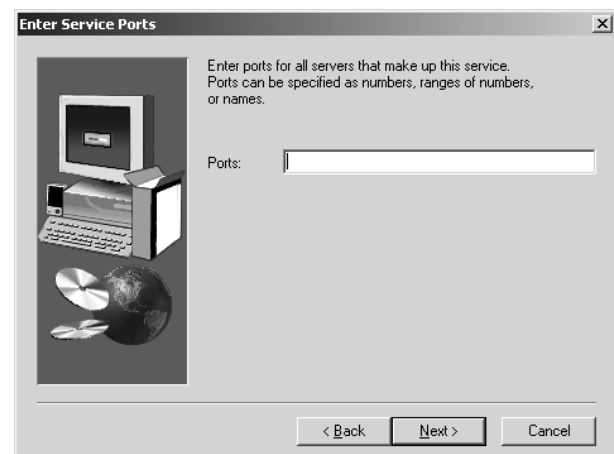 Enter Service Ports
Enter ports for all servers that make up this service.
Ports can be specified as numbers, ranges of numbers,
or names.
Ports:
< Back
Next >
Cancel